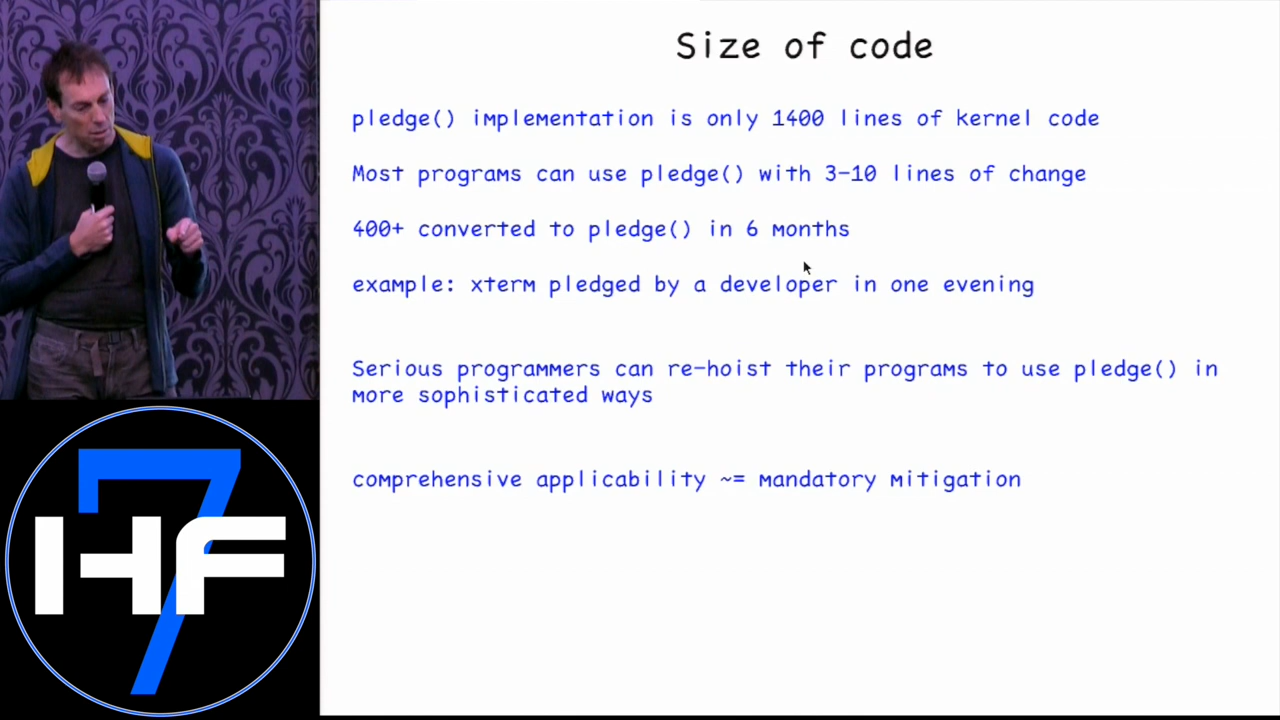 Size of code
pledge() implementation is only 1400 lines of kernel code
Most programs can use pledge() with 3-10 lines of change
400+ converted to pledge() in 6 months
example: xterm pledged by a developer in one evening
Serious programmers can re-hoist their programs to use pledge() in
more sophisticated ways
comprehensive applicability ~= mandatory mitigation
7
HF